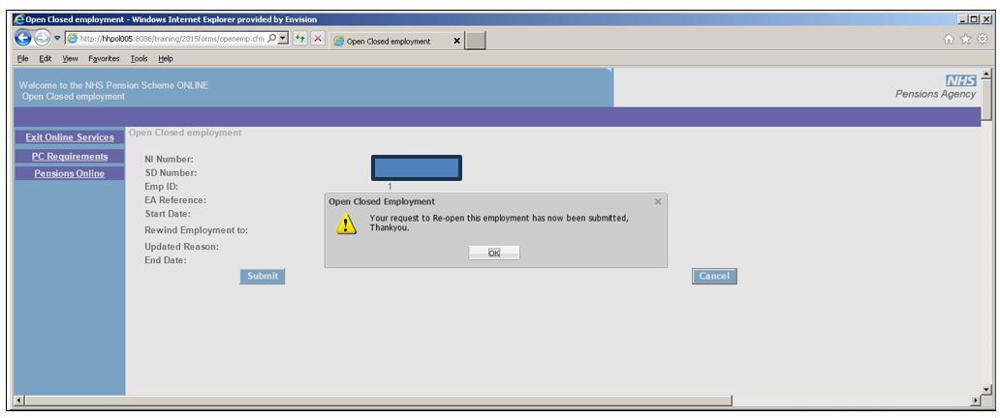 Open Closed employment - Windows Internet Explorer provided by Envision
http://hhpol005:8086/training/2015forms/openemp.cfm
Open Closed employment
File Edit View Favorites Tools Help
Welcome to the NHS Pension Scheme ONLINE
Open Closed employment
NHS
Pensions Agency
Exit Online Services
PC Requirements
Pensions Online
Open Closed employment
NI Number:
SD Number:
Emp ID: 1
EA Reference:
Start Date:
Rewind Employment to:
Updated Reason:
End Date:
Submit
Cancel
Open Closed Employment
Your request to Re-open this employment has now been submitted,
Thankyou.
OK